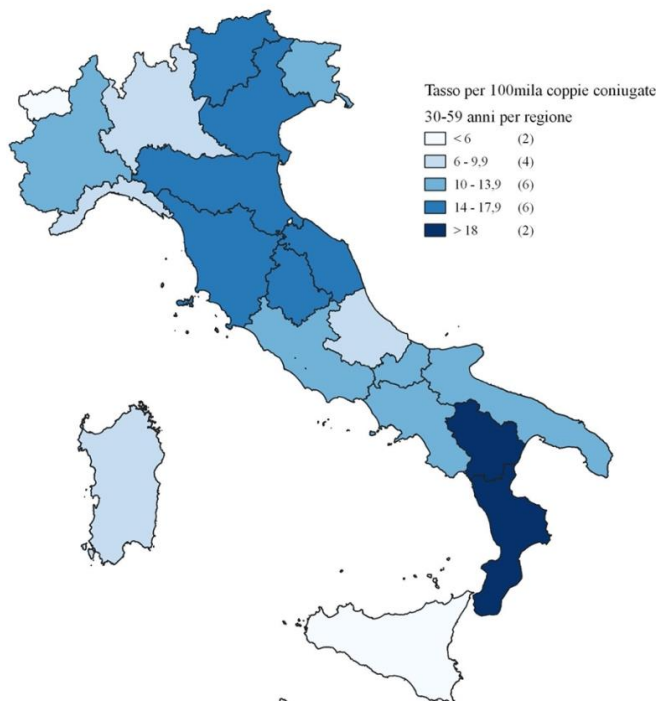 Tasso per 100mila coppie coniugate
30-59 anni per regione
< 6 (2)
6 - 9,9 (4)
10 - 13,9 (6)
14 - 17,9 (6)
> 18 (2)